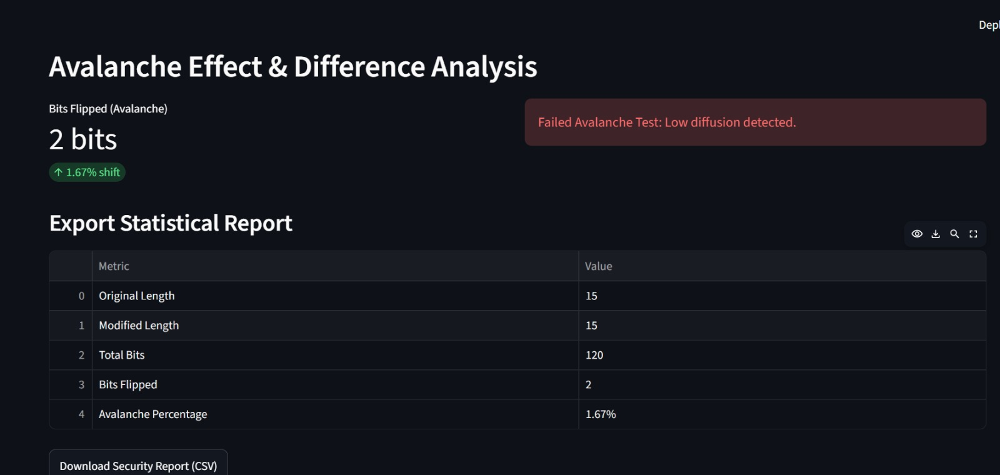 Avalanche Effect & Difference Analysis
Bits Flipped (Avalanche)
2 bits
↑ 1.67% shift
Failed Avalanche Test: Low diffusion detected.
Export Statistical Report
Metric Value
0 Original Length 15
1 Modified Length 15
2 Total Bits 120
3 Bits Flipped 2
4 Avalanche Percentage 1.67%
Download Security Report (CSV)